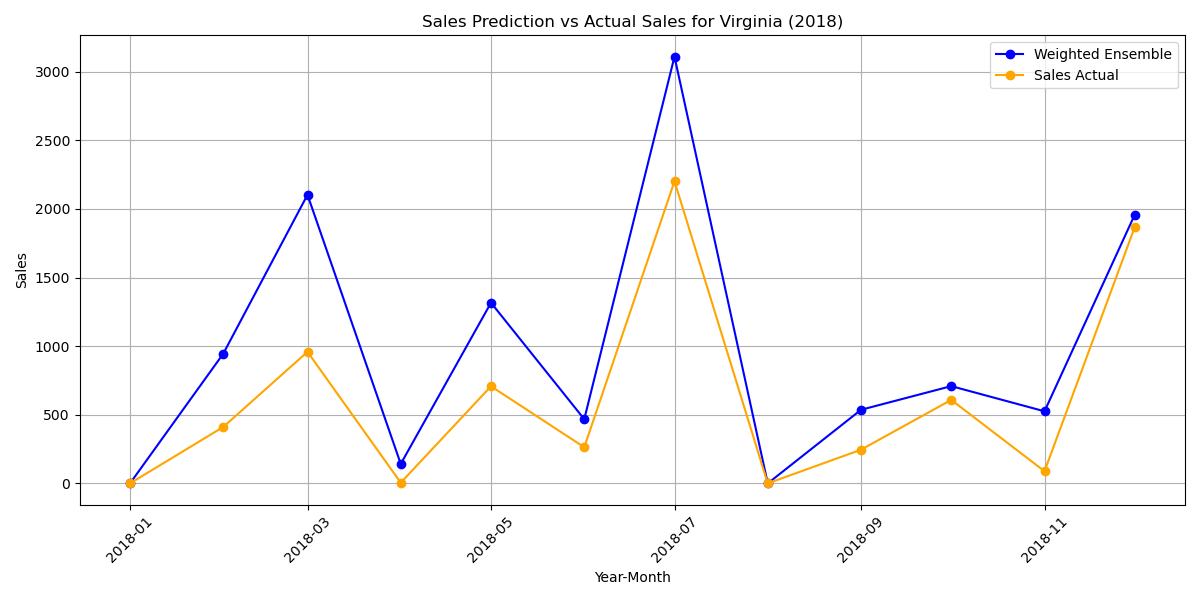 Sales Prediction vs Actual Sales for Virginia (2018)
Weighted Ensemble
Sales Actual
3000
2500
2000
1500
1000
500
0
Sales
2018-01
2018-03
2018-05
2018-07
2018-09
2018-11
Year-Month